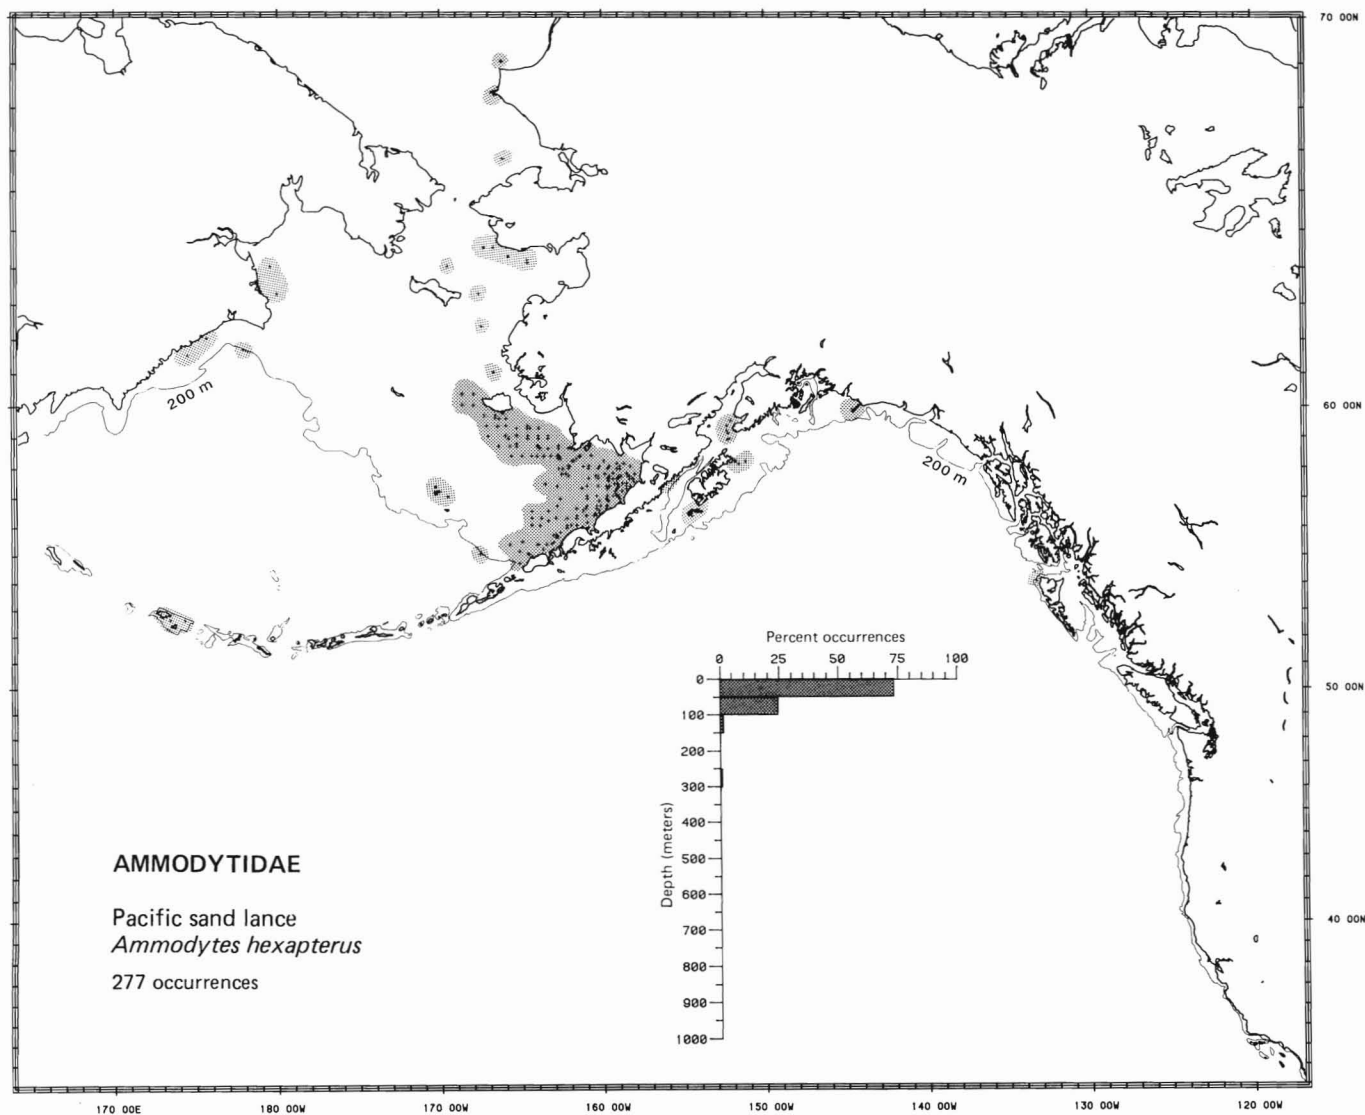 70 00N
200 m
60 00N
200 m
Percent occurrences
0 25 50 75 100
0
50 00N
100
200
300
Depth (meters)
400
500
600
700
800
900
1000
AMMODYTIDAE
Pacific sand lance
Ammodytes hexapterus
277 occurrences
40 00N
170 00E 180 00W 170 00W 160 00W 150 00W 140 00W 130 00W 120 00W